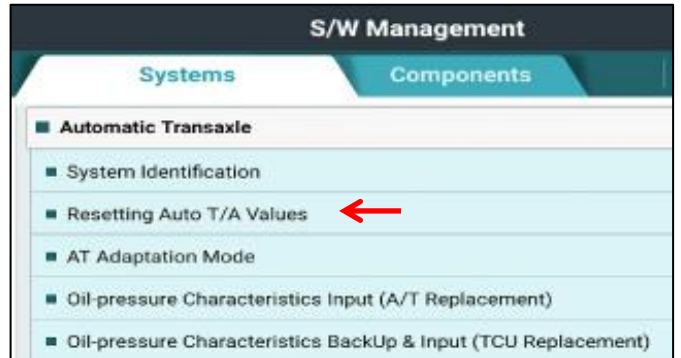 S/W Management
Systems
Components
Automatic Transaxle
System Identification
Resetting Auto T/A Values
AT Adaptation Mode
Oil-pressure Characteristics Input (A/T Replacement)
Oil-pressure Characteristics BackUp & Input (TCU Replacement)